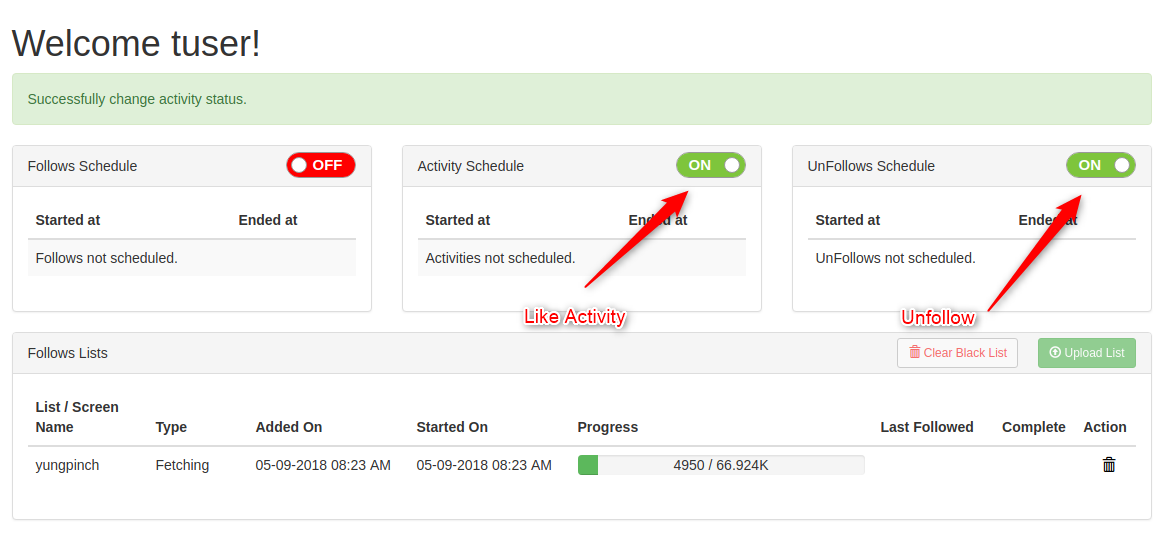 Welcome tuser!
Successfully change activity status.
Follows Schedule OFF
Started at Ended at
Follows not scheduled.
Activity Schedule ON
Started at Ended at
Activities not scheduled.
Like Activity
UnFollows Schedule ON
Started at Ended at
UnFollows not scheduled.
Unfollow
Follows Lists Clear Black List Upload List
List / Screen
Name Type Added On Started On Progress Last Followed Complete Action
yungpinch Fetching 05-09-2018 08:23 AM 05-09-2018 08:23 AM 4950 / 66.924K